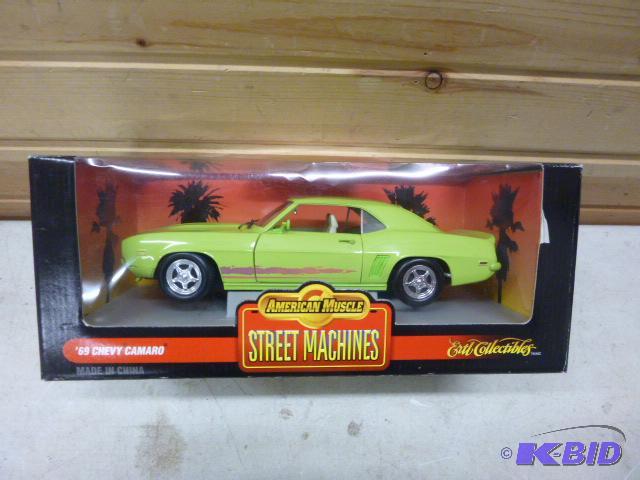 AMERICAN MUSCLE
STREET MACHINES
'69 CHEVY CAMARO
MADE IN CHINA
Ertl Collectibles
© K-BID